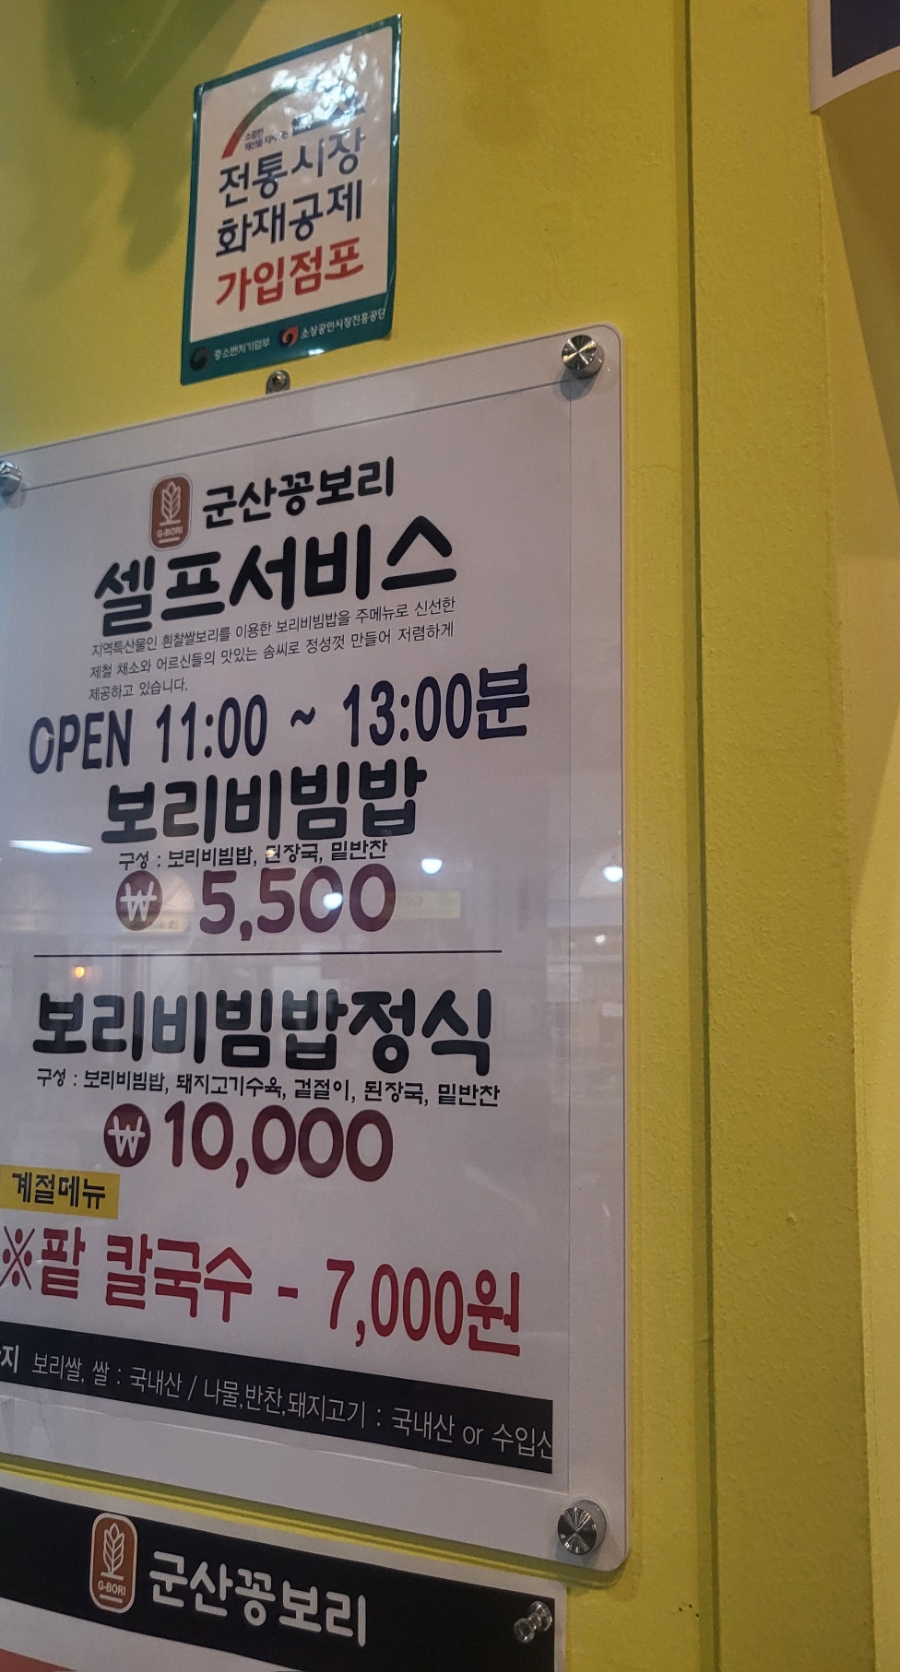 전통시장
화재공제
가입점포
중소벤처기업부 소상공인시장진흥공단
G-BORI
군산꽁보리
셀프서비스
지역특산물인 흰찰쌀보리를 이용한 보리비빔밥을 주메뉴로 신선한
제철 채소와 어르신들의 맛있는 솜씨로 정성껏 만들어 저렴하게
제공하고 있습니다.
OPEN 11:00 ~ 13:00분
보리비빔밥
구성 : 보리비빔밥, 된장국, 밑반찬
₩ 5,500
보리비빔밥정식
구성 : 보리비빔밥, 돼지고기수육, 겉절이, 된장국, 밑반찬
₩ 10,000
계절메뉴
※팥 칼국수 - 7,000원
지 보리쌀, 쌀 : 국내산 / 나물,반찬,돼지고기 : 국내산 or 수입산
G-BORI
군산꽁보리